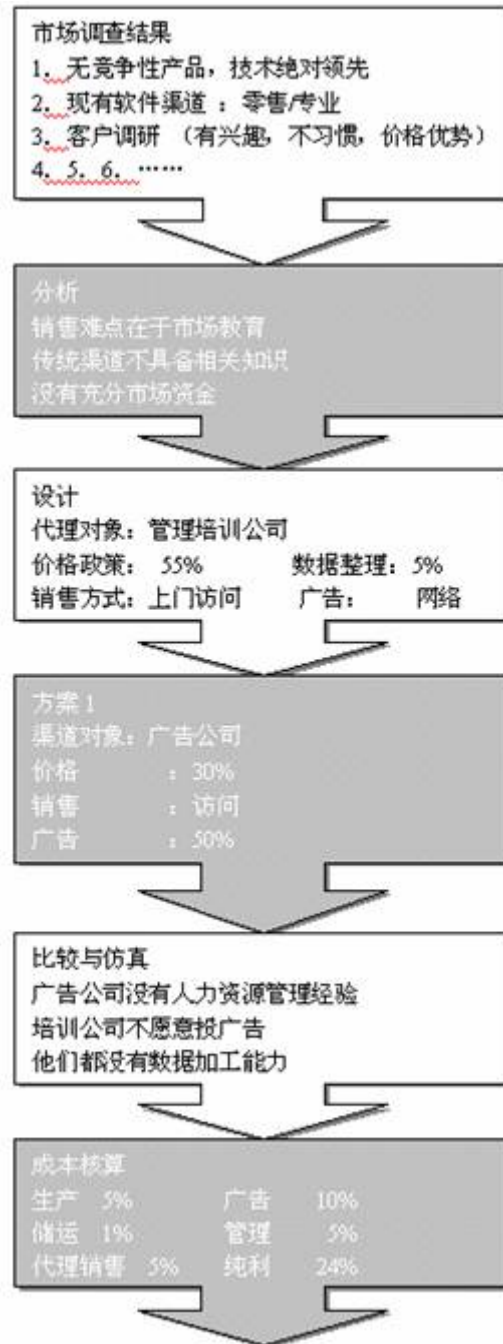 市场调查结果
1. 无竞争性产品，技术绝对领先
2. 现有软件渠道 ：零售/专业
3. 客户调研 （有兴趣，不习惯，价格优势）
4. 5. 6. ……
分析
销售难点在于市场教育
传统渠道不具备相关知识
没有充分市场资金
设计
代理对象：管理培训公司
价格政策： 55% 数据整理：5%
销售方式：上门访问 广告： 网络
方案 1
渠道对象：广告公司
价格 ：30%
销售 ：访问
广告 ：50%
比较与仿真
广告公司没有人力资源管理经验
培训公司不愿意投广告
他们都没有数据加工能力
成本核算
生产 5% 广告 10%
储运 1% 管理 5%
代理销售 5% 纯利 24%